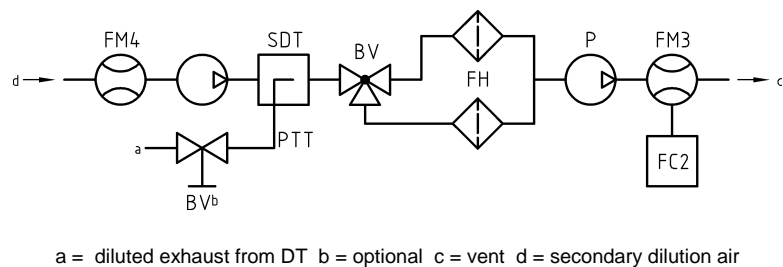 FM4 SDT BV P FM3
d c
FH
a PTT FC2
BVb
a = diluted exhaust from DT b = optional c = vent d = secondary dilution air